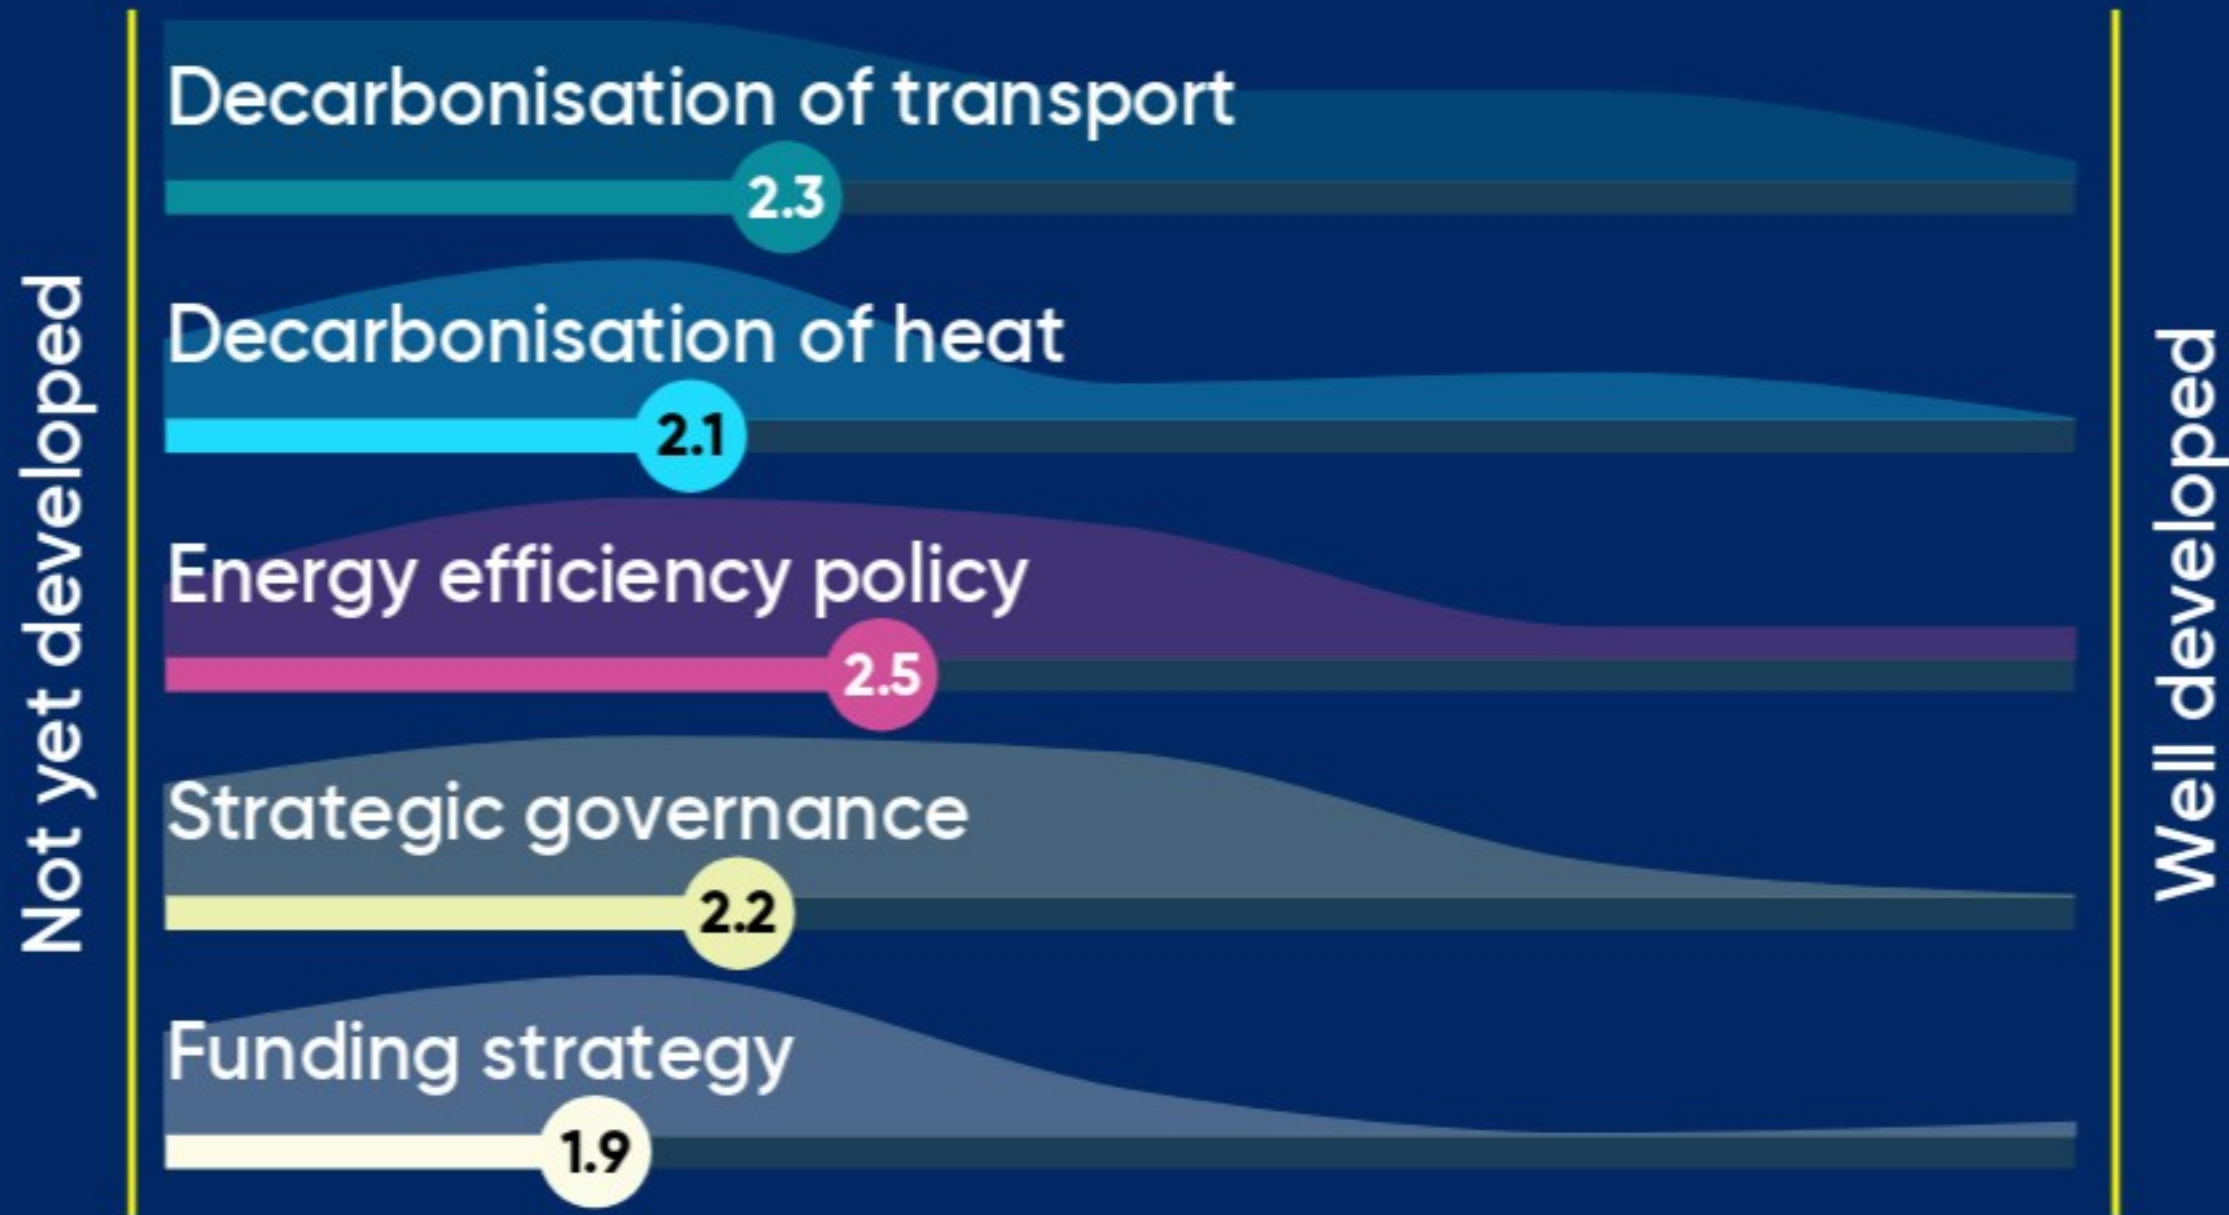 Not yet developed
Decarbonisation of transport
2.3
Decarbonisation of heat
2.1
Energy efficiency policy
2.5
Strategic governance
2.2
Funding strategy
1.9
Well developed